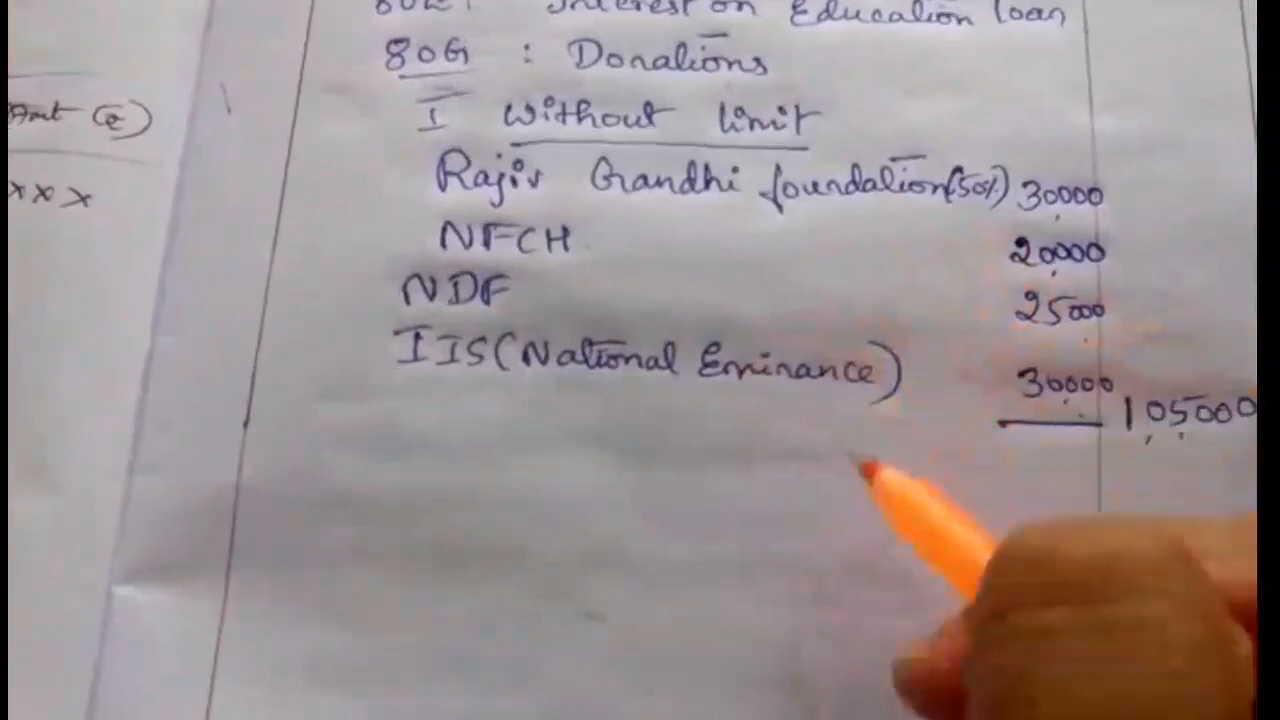 Interest on Education loan
80G : Donations
I Without limit
Rajiv Gandhi foundation(50%) 30000
NFCH 20000
NDF 25000
IIS (National Eminance) 30000 105000
Amt (₹)
x x x